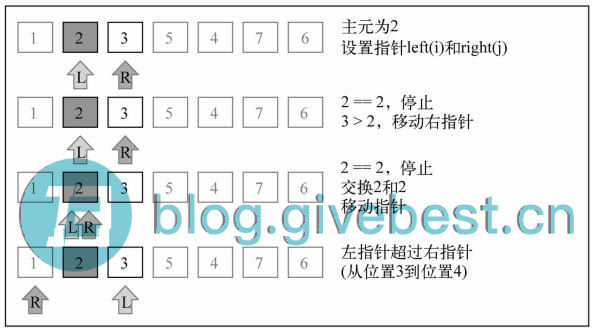 1 2 3 5 4 7 6
主元为2
设置指针left(i)和right(j)
L R
1 2 3 5 4 7 6
2 == 2，停止
3 > 2，移动右指针
L R
1 2 3 5 4 7 6
2 == 2，停止
交换2和2
移动指针
L R
blog.givebest.cn
1 2 3 5 4 7 6
左指针超过右指针
(从位置3到位置4)
R L